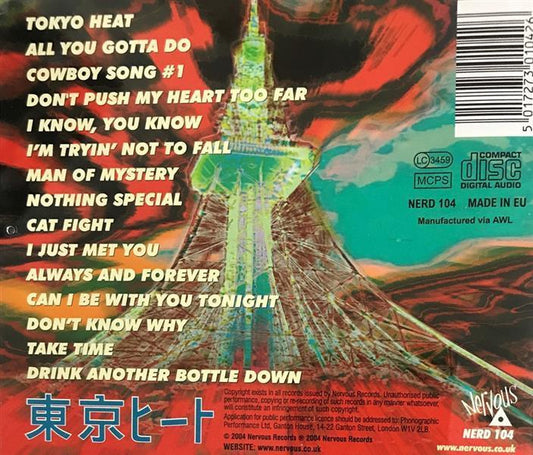 TOKYO HEAT
ALL YOU GOTTA DO
COWBOY SONG #1
DON'T PUSH MY HEART TOO FAR
I KNOW, YOU KNOW
I'M TRYIN' NOT TO FALL
MAN OF MYSTERY
NOTHING SPECIAL
CAT FIGHT
I JUST MET YOU
ALWAYS AND FOREVER
CAN I BE WITH YOU TONIGHT
DON'T KNOW WHY
TAKE TIME
DRINK ANOTHER BOTTLE DOWN
東京ヒート
5 017273 010426
LC 3459
MCPS
COMPACT
disc
DIGITAL AUDIO
NERD 104 MADE IN EU
Manufactured via AWL
Copyright exists in all records issued by Nervous Records. Unauthorised public
performance, copying or re-recording of such records in any manner whatsoever,
will constitute an infringement of such copyright.
Application for public performance licence should be addressed to: Phonographic
Performance Ltd, Ganton House, 14-22 Ganton Street, London W1V 2LB.
© 2004 Nervous Records ℗ 2004 Nervous Records
WEBSITE: www.nervous.co.uk
Nervous
NERD 104
www.nervous.co.uk